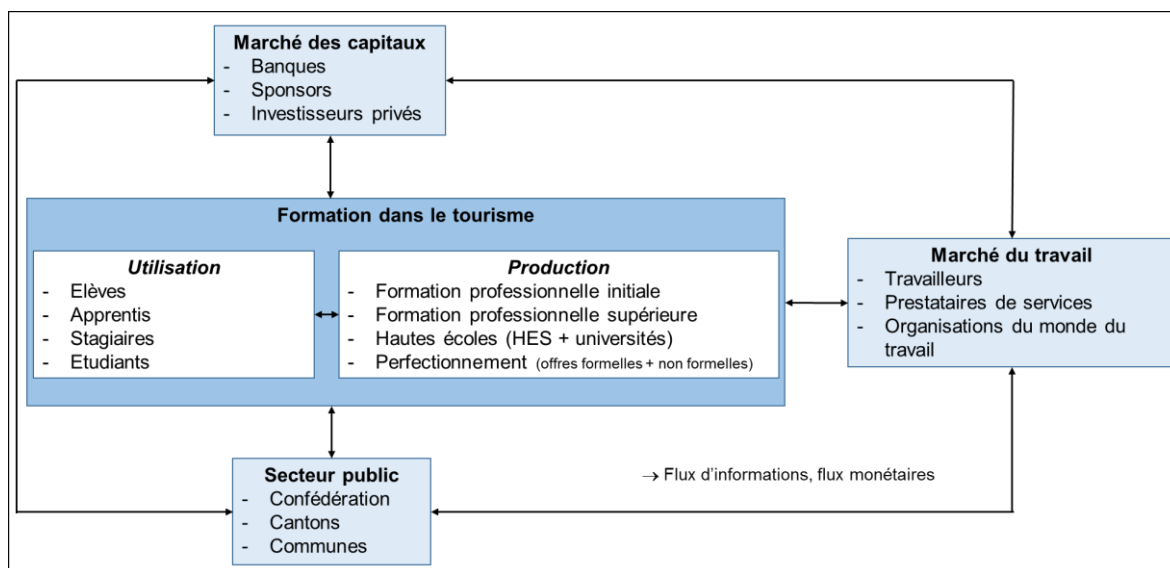 Marché des capitaux
- Banques
- Sponsors
- Investisseurs privés
Formation dans le tourisme
Utilisation
- Elèves
- Apprentis
- Stagiaires
- Etudiants
Production
- Formation professionnelle initiale
- Formation professionnelle supérieure
- Hautes écoles (HES + universités)
- Perfectionnement (offres formelles + non formelles)
Marché du travail
- Travailleurs
- Prestataires de services
- Organisations du monde du
travail
Secteur public
- Confédération
- Cantons
- Communes
→ Flux d'informations, flux monétaires